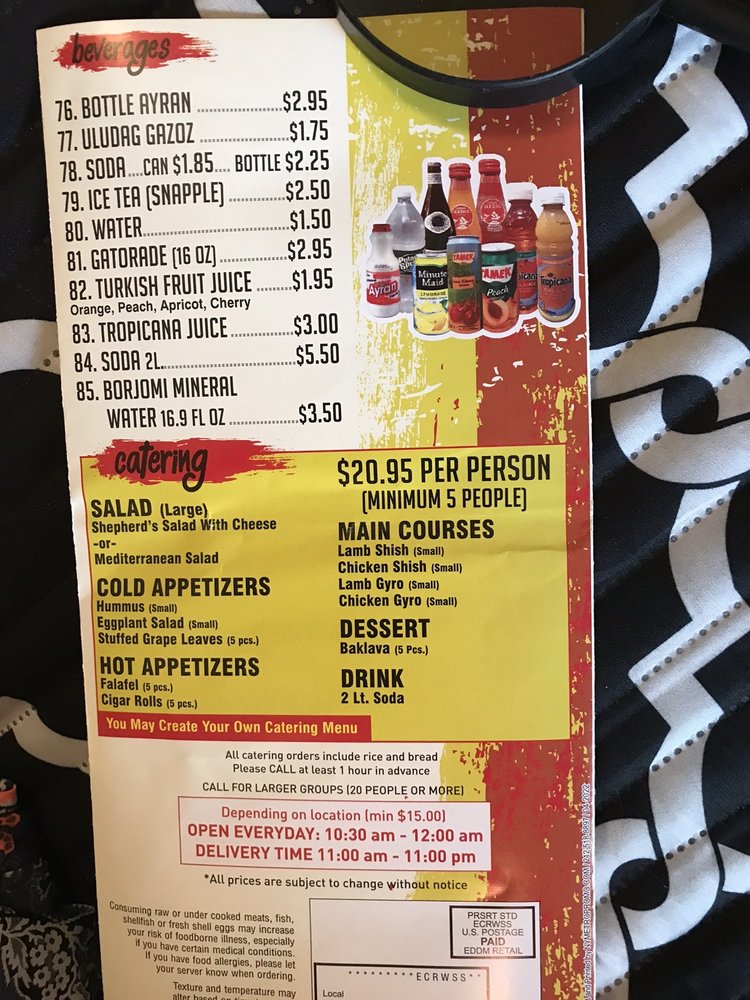 beverages
76. BOTTLE AYRAN ........................$2.95
77. ULUDAG GAZOZ ........................$1.75
78. SODA....CAN $1.85.... BOTTLE $2.25
79. ICE TEA (SNAPPLE) ................$2.50
80. WATER........................................$1.50
81. GATORADE (16 OZ) ...................$2.95
82. TURKISH FRUIT JUICE ............$1.95
Orange, Peach, Apricot, Cherry
83. TROPICANA JUICE ..................$3.00
84. SODA 2L....................................$5.50
85. BORJOMI MINERAL
WATER 16.9 FL OZ ....................$3.50
Ayran
Minute
Maid
LEMONADE
TAMEK
TAMEK
Peach
Tropicana
catering
$20.95 PER PERSON
(MINIMUM 5 PEOPLE)
SALAD (Large)
Shepherd's Salad With Cheese
-or-
Mediterranean Salad
COLD APPETIZERS
Hummus (Small)
Eggplant Salad (Small)
Stuffed Grape Leaves (5 pcs.)
HOT APPETIZERS
Falafel (5 pcs.)
Cigar Rolls (5 pcs.)
MAIN COURSES
Lamb Shish (Small)
Chicken Shish (Small)
Lamb Gyro (Small)
Chicken Gyro (Small)
DESSERT
Baklava (5 Pcs.)
DRINK
2 Lt. Soda
You May Create Your Own Catering Menu
All catering orders include rice and bread
Please CALL at least 1 hour in advance
CALL FOR LARGER GROUPS (20 PEOPLE OR MORE)
Depending on location (min $15.00)
OPEN EVERYDAY: 10:30 am - 12:00 am
DELIVERY TIME 11:00 am - 11:00 pm
*All prices are subject to change without notice
Consuming raw or under cooked meats, fish,
shellfish or fresh shell eggs may increase
your risk of foodborne illness, especially
if you have certain medical conditions.
If you have food allergies, please let
your server know when ordering.
Texture and temperature may
PRSRT STD
ECRWSS
U.S. POSTAGE
PAID
EDDM RETAIL
*********ECRWSS**
Local